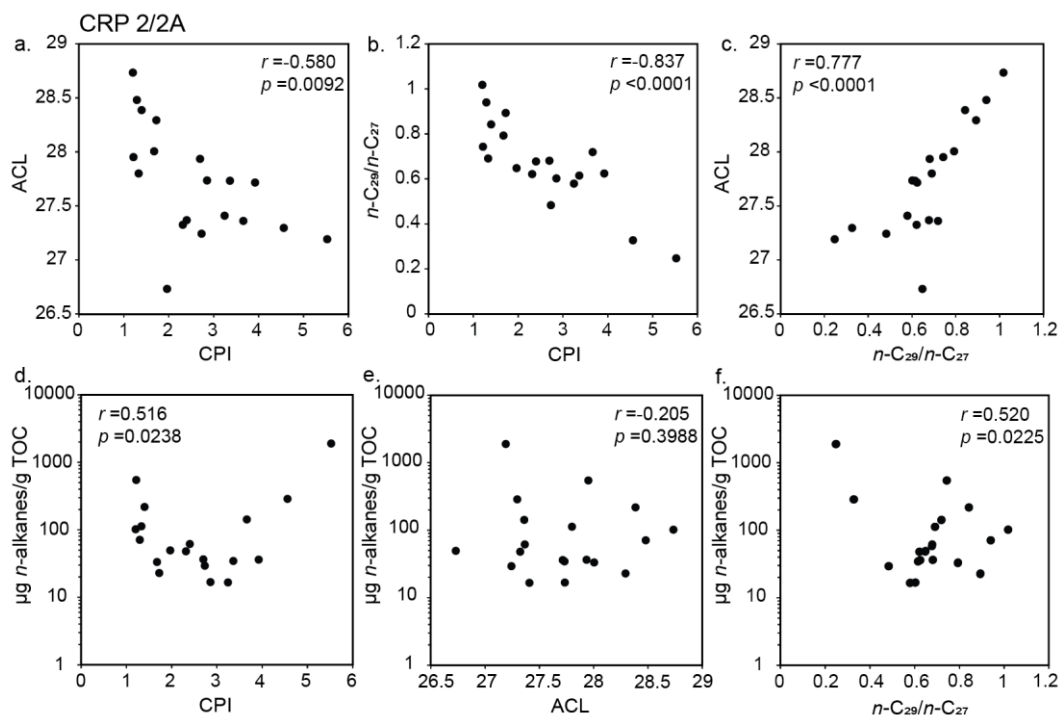 CRP 2/2A
a.
r =-0.580
p =0.0092
ACL
29
28.5
28
27.5
27
26.5
0 1 2 3 4 5 6
CPI
b.
r =-0.837
p <0.0001
n-C₂₉/n-C₂₇
1.2
1
0.8
0.6
0.4
0.2
0
0 1 2 3 4 5 6
CPI
c.
r =0.777
p <0.0001
ACL
29
28.5
28
27.5
27
26.5
0 0.2 0.4 0.6 0.8 1 1.2
n-C₂₉/n-C₂₇
d.
r =0.516
p =0.0238
µg n-alkanes/g TOC
10000
1000
100
10
1
0 1 2 3 4 5 6
CPI
e.
r =-0.205
p =0.3988
µg n-alkanes/g TOC
10000
1000
100
10
1
26.5 27 27.5 28 28.5 29
ACL
f.
r =0.520
p =0.0225
µg n-alkanes/g TOC
10000
1000
100
10
1
0 0.2 0.4 0.6 0.8 1 1.2
n-C₂₉/n-C₂₇